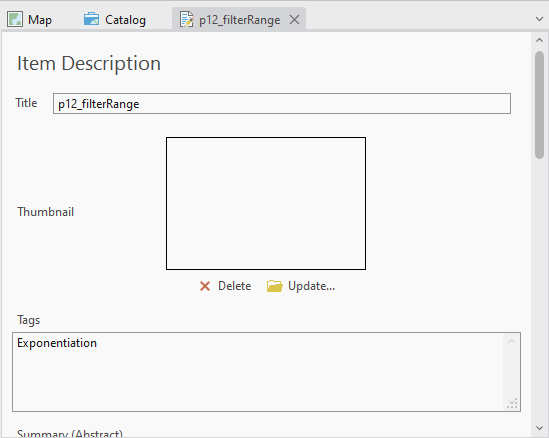 Map Catalog p12_filterRange
Item Description
Title p12_filterRange
Thumbnail
Delete Update...
Tags
Exponentiation
Summary (Abstract)